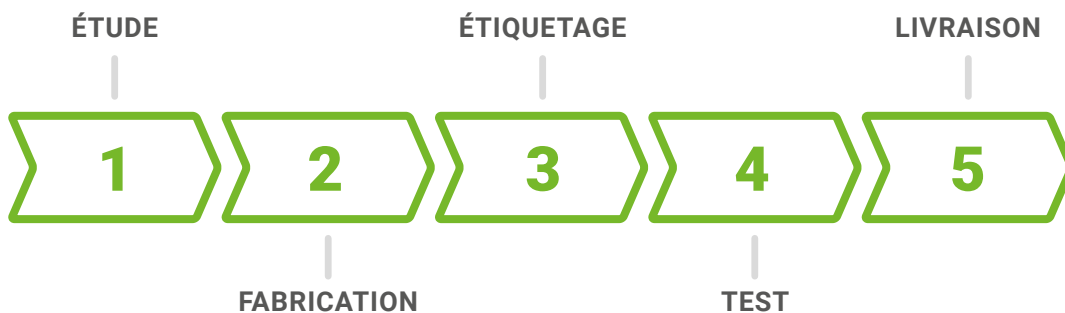 ÉTUDE
ÉTIQUETAGE
LIVRAISON
1
2
3
4
5
FABRICATION
TEST